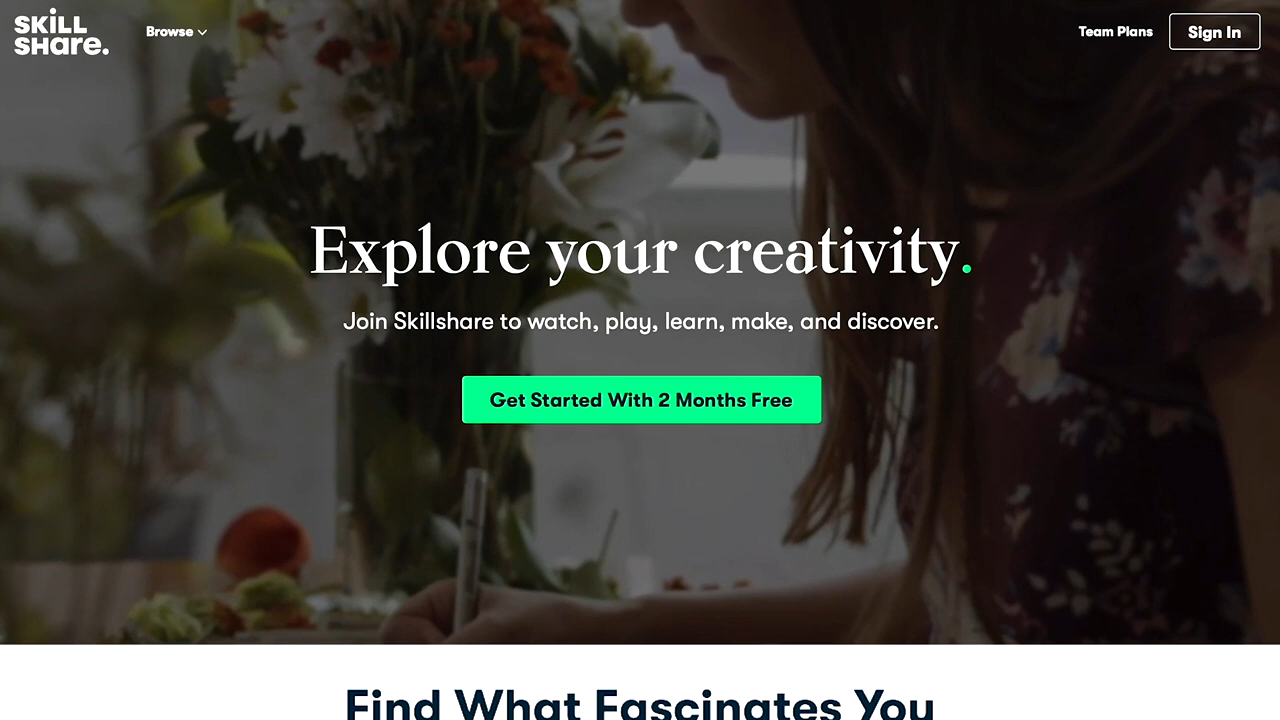 SKiLL
SHare.
Browse
Team Plans
Sign In
Explore your creativity.
Join Skillshare to watch, play, learn, make, and discover.
Get Started With 2 Months Free
Find What Fascinates You